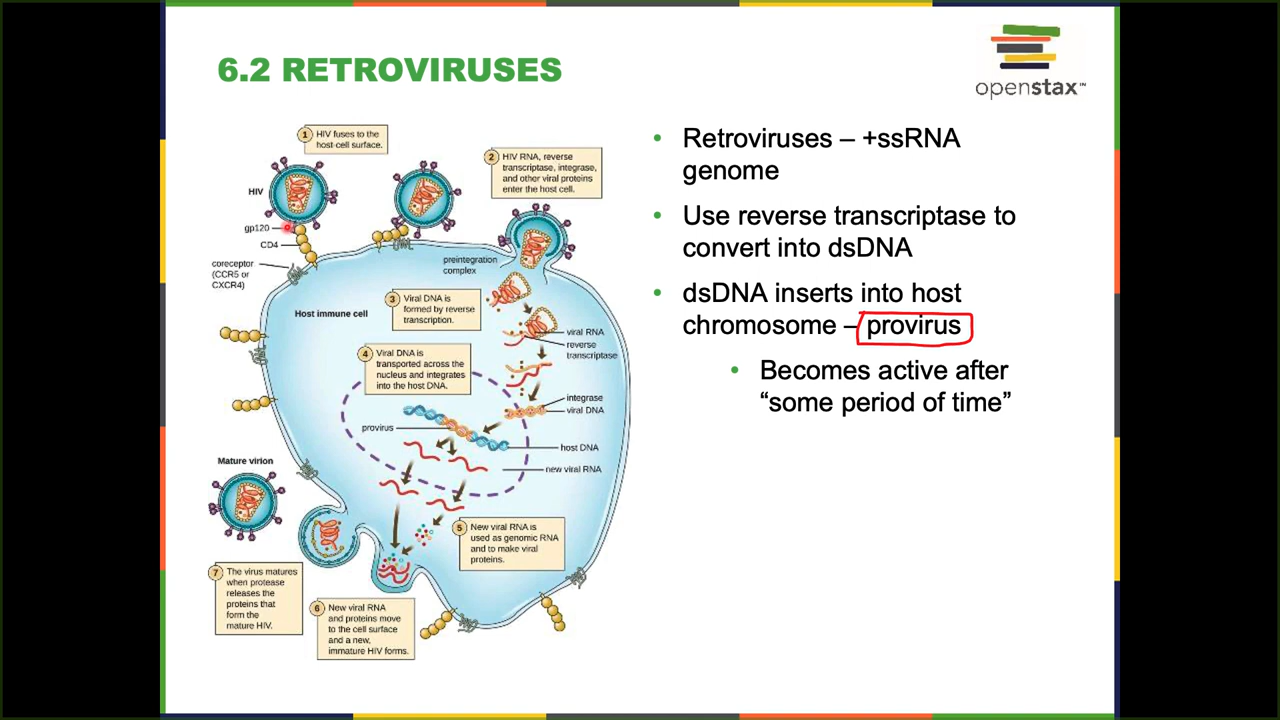 6.2 RETROVIRUSES
openstax™
1 HIV fuses to the
host-cell surface.
2 HIV RNA, reverse
transcriptase, integrase,
and other viral proteins
enter the host cell.
HIV
gp120
CD4
coreceptor
(CCR5 or
CXCR4)
preintegration
complex
3 Viral DNA is
formed by reverse
transcription.
Host immune cell
viral RNA
reverse
transcriptase
4 Viral DNA is
transported across the
nucleus and integrates
into the host DNA.
integrase
viral DNA
provirus
host DNA
new viral RNA
Mature virion
5 New viral RNA is
used as genomic RNA
and to make viral
proteins.
7 The virus matures
when protease
releases the
proteins that
form the
mature HIV.
6 New viral RNA
and proteins move
to the cell surface
and a new,
immature HIV forms.
• Retroviruses – +ssRNA
genome
• Use reverse transcriptase to
convert into dsDNA
• dsDNA inserts into host
chromosome – provirus
• Becomes active after
“some period of time”